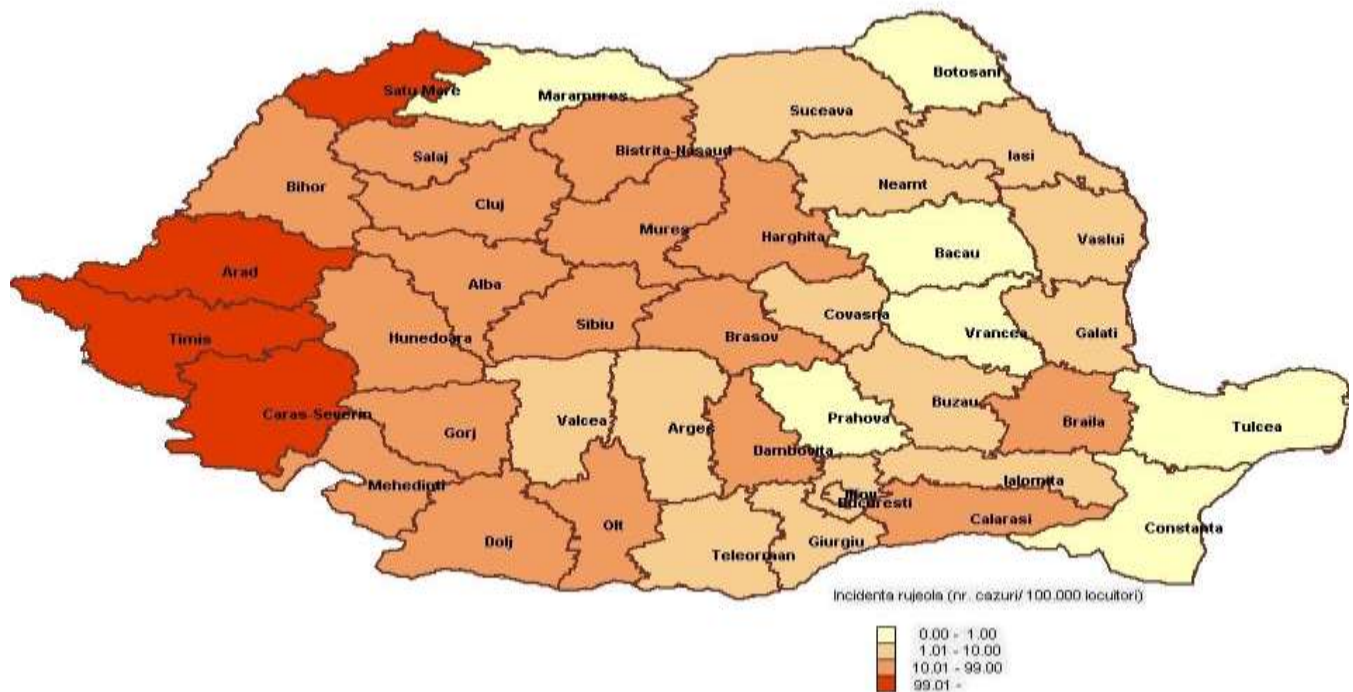 Botosani
Satu Mare
Maramures
Suceava
Bistrita-Nasaud
Iasi
Salaj
Neamt
Bihor
Cluj
Mures
Harghita
Vaslui
Bacau
Arad
Alba
Covasna
Sibiu
Vrancea
Galati
Timis
Hunedoara
Brasov
Buzau
Caras-Severin
Valcea
Prahova
Braila
Tulcea
Gorj
Arges
Dambovita
Ialomita
Mehedinti
Ilfov
Bucuresti
Calarasi
Constanta
Olt
Dolj
Teleorman
Giurgiu
Incidenta rujeola (nr. cazuri/ 100.000 locuitori)
0.00 - 1.00
1.01 - 10.00
10.01 - 99.00
99.01 -